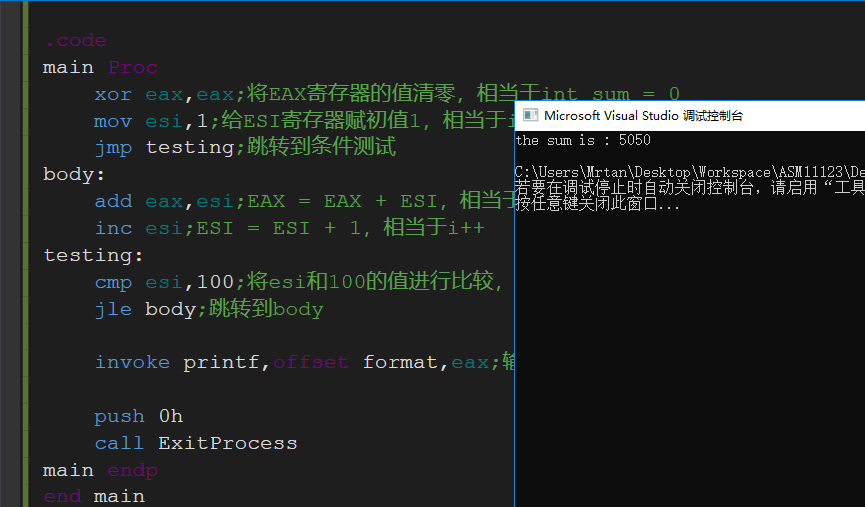 .code
main Proc
xor eax,eax;将EAX寄存器的值清零，相当于int sum = 0
mov esi,1;给ESI寄存器赋初值1，相当于i
jmp testing;跳转到条件测试
body:
add eax,esi;EAX = EAX + ESI，相当于
inc esi;ESI = ESI + 1，相当于i++
testing:
cmp esi,100;将esi和100的值进行比较，
jle body;跳转到body
invoke printf,offset format,eax;输
push 0h
call ExitProcess
main endp
end main
Microsoft Visual Studio 调试控制台
the sum is : 5050
C:\Users\Mrtan\Desktop\Workspace\ASM11123\De
若要在调试停止时自动关闭控制台，请启用“工具
按任意键关闭此窗口...